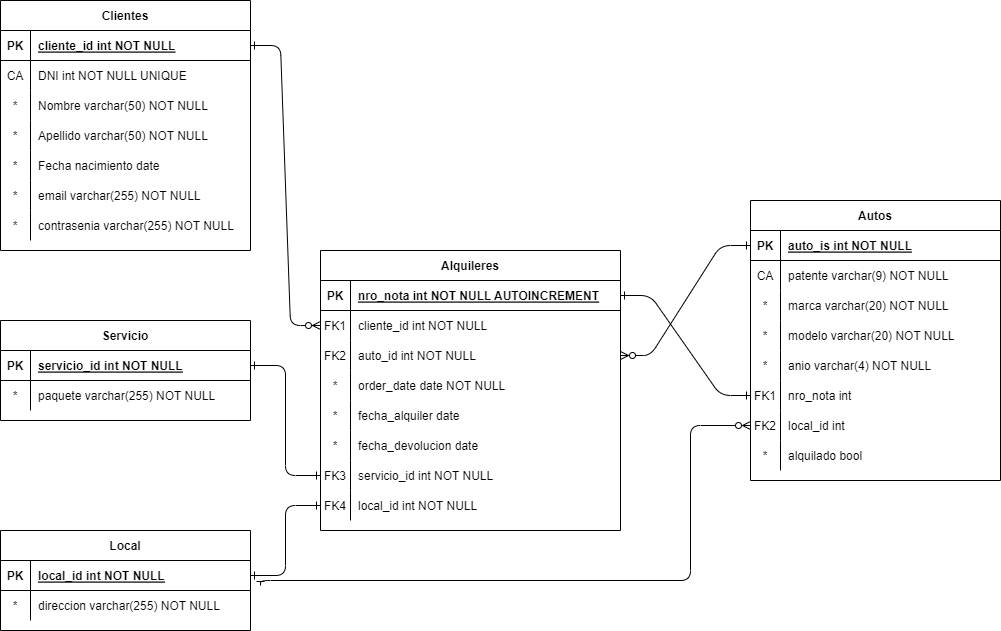 Clientes
PK cliente_id int NOT NULL
CA DNI int NOT NULL UNIQUE
* Nombre varchar(50) NOT NULL
* Apellido varchar(50) NOT NULL
* Fecha nacimiento date
* email varchar(255) NOT NULL
* contrasenia varchar(255) NOT NULL
Servicio
PK servicio_id int NOT NULL
* paquete varchar(255) NOT NULL
Local
PK local_id int NOT NULL
* direccion varchar(255) NOT NULL
Alquileres
PK nro_nota int NOT NULL AUTOINCREMENT
FK1 cliente_id int NOT NULL
FK2 auto_id int NOT NULL
* order_date date NOT NULL
* fecha_alquiler date
* fecha_devolucion date
FK3 servicio_id int NOT NULL
FK4 local_id int NOT NULL
Autos
PK auto_is int NOT NULL
CA patente varchar(9) NOT NULL
* marca varchar(20) NOT NULL
* modelo varchar(20) NOT NULL
* anio varchar(4) NOT NULL
FK1 nro_nota int
FK2 local_id int
* alquilado bool